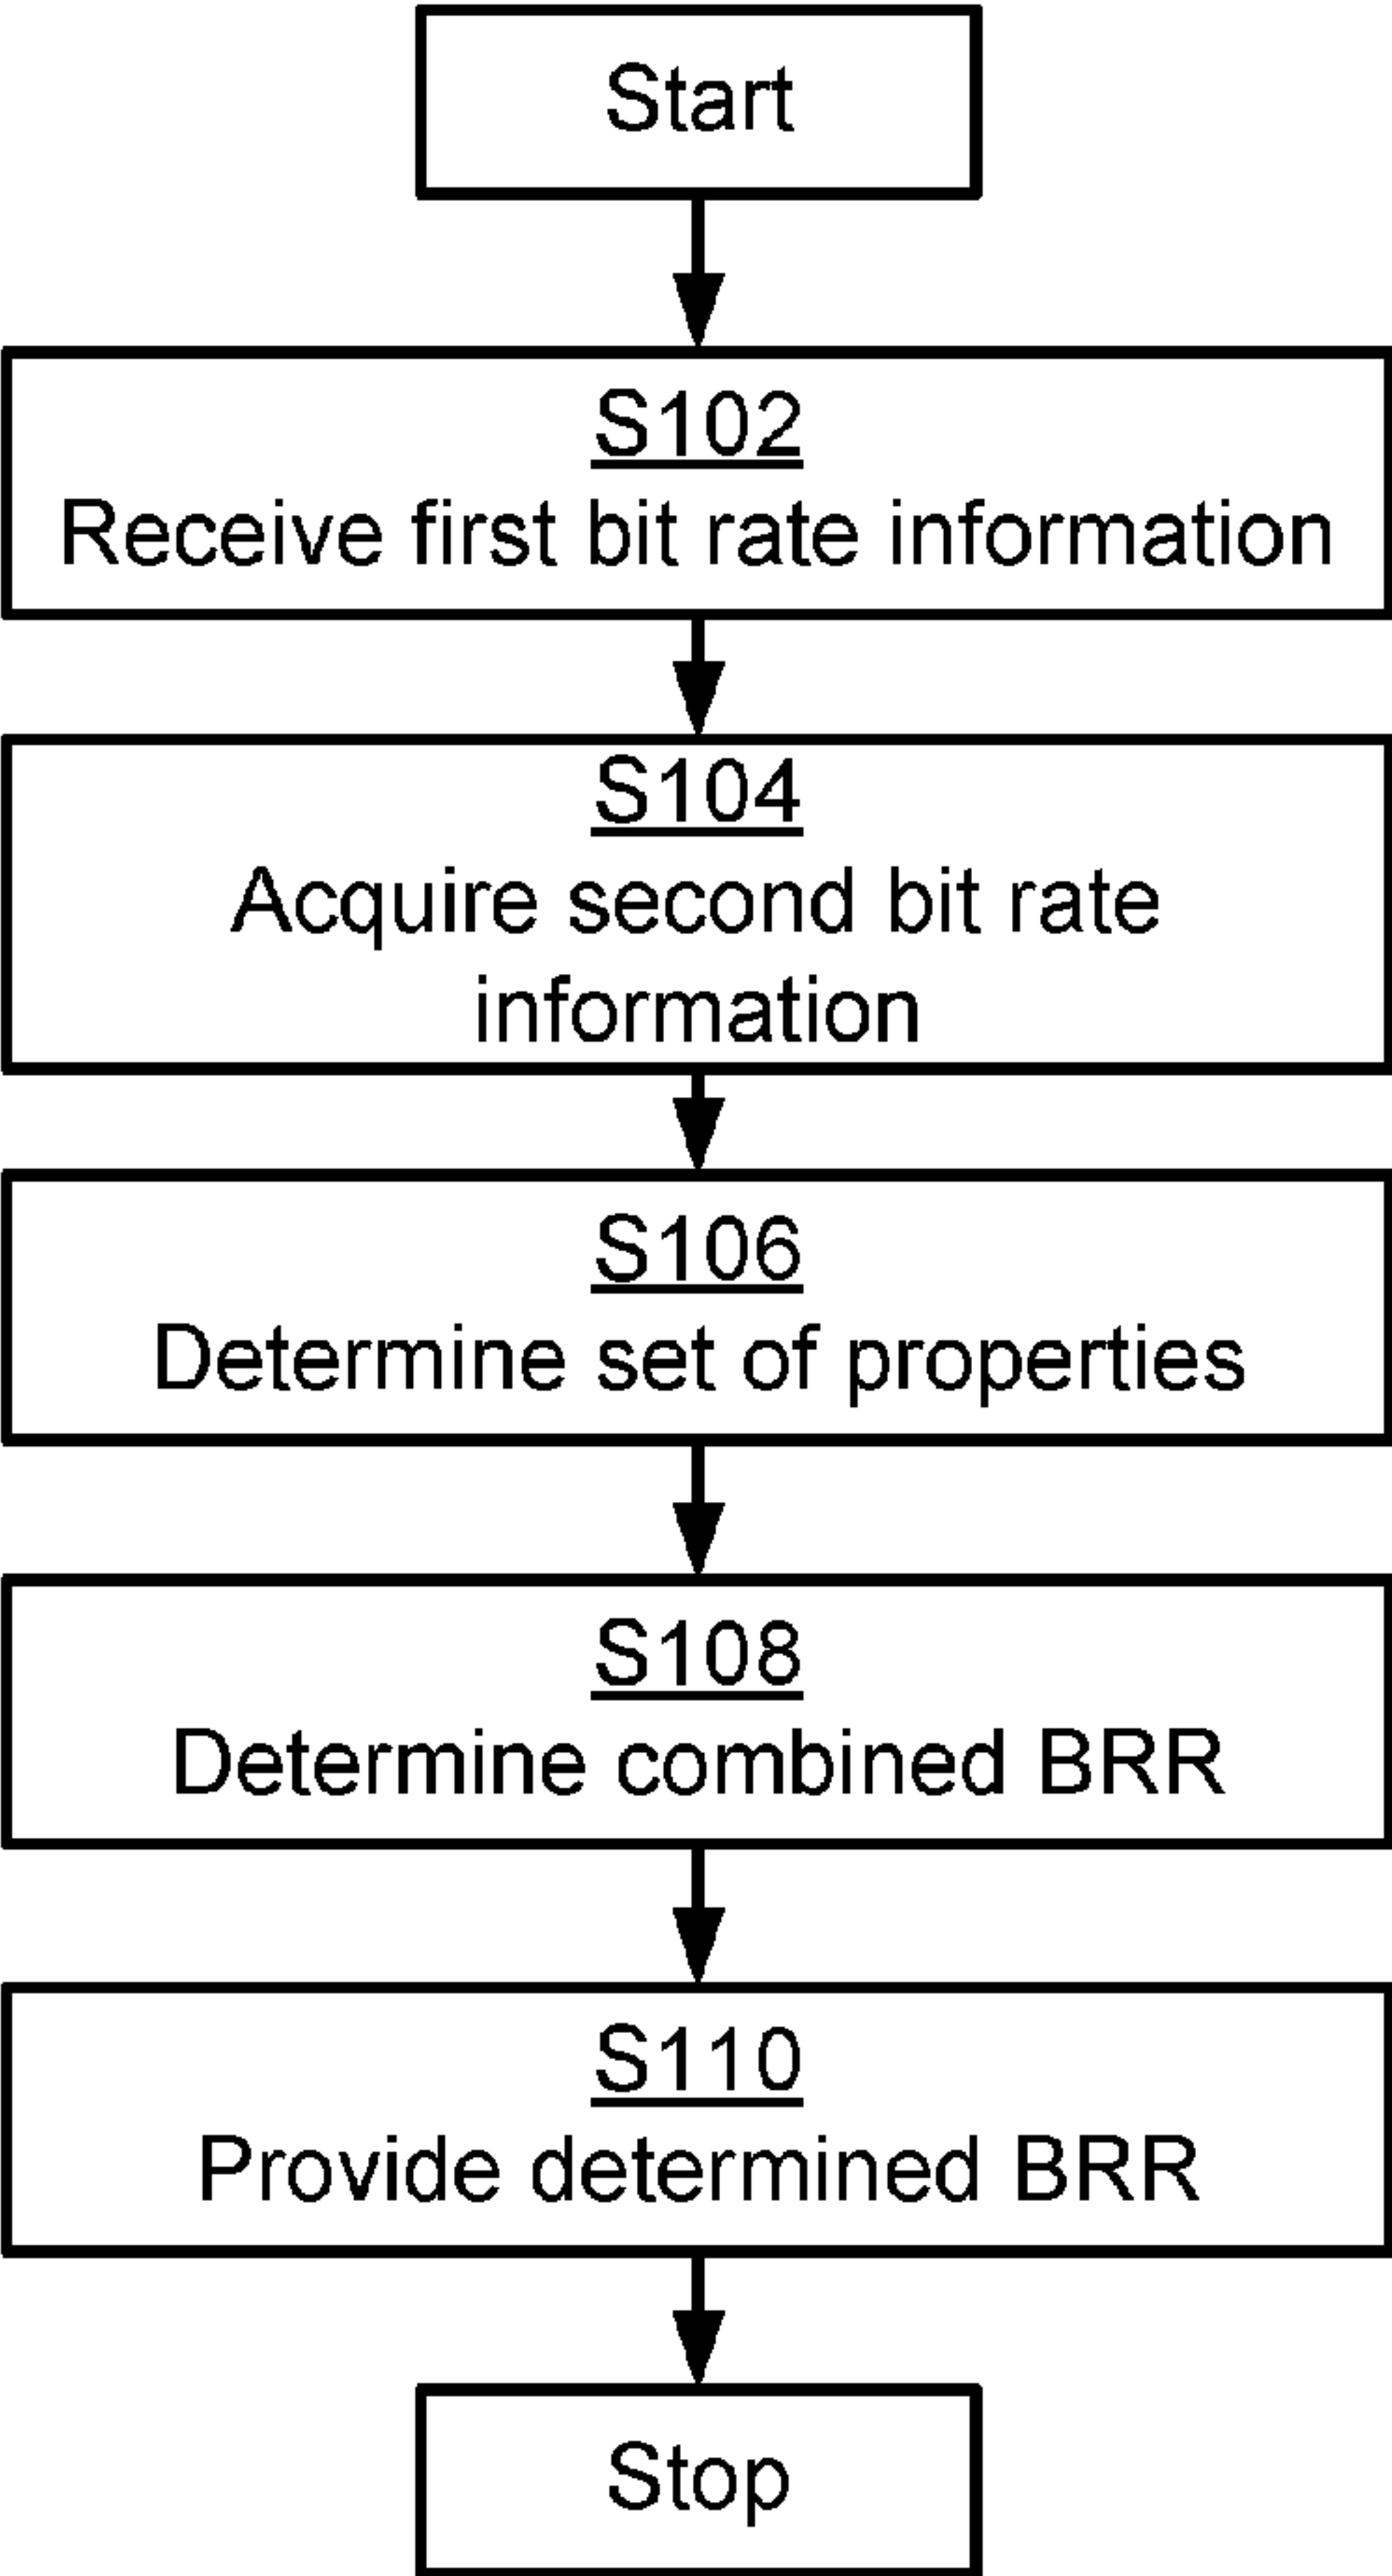 Start
S102
Receive first bit rate information
S104
Acquire second bit rate
information
S106
Determine set of properties
S108
Determine combined BRR
S110
Provide determined BRR
Stop